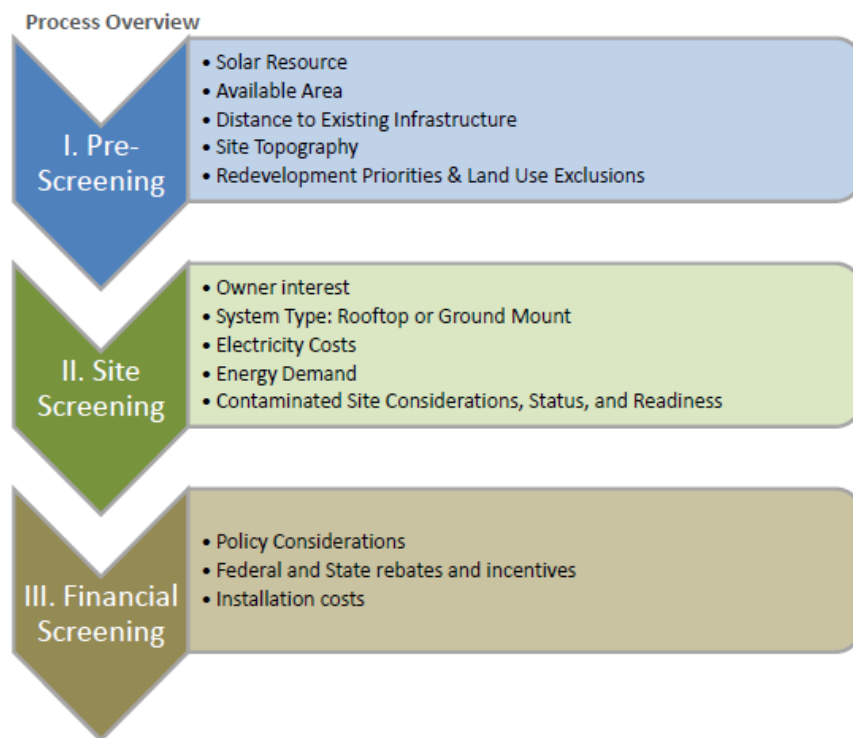 Process Overview
I. Pre-
Screening
• Solar Resource
• Available Area
• Distance to Existing Infrastructure
• Site Topography
• Redevelopment Priorities & Land Use Exclusions
II. Site
Screening
• Owner interest
• System Type: Rooftop or Ground Mount
• Electricity Costs
• Energy Demand
• Contaminated Site Considerations, Status, and Readiness
III. Financial
Screening
• Policy Considerations
• Federal and State rebates and incentives
• Installation costs